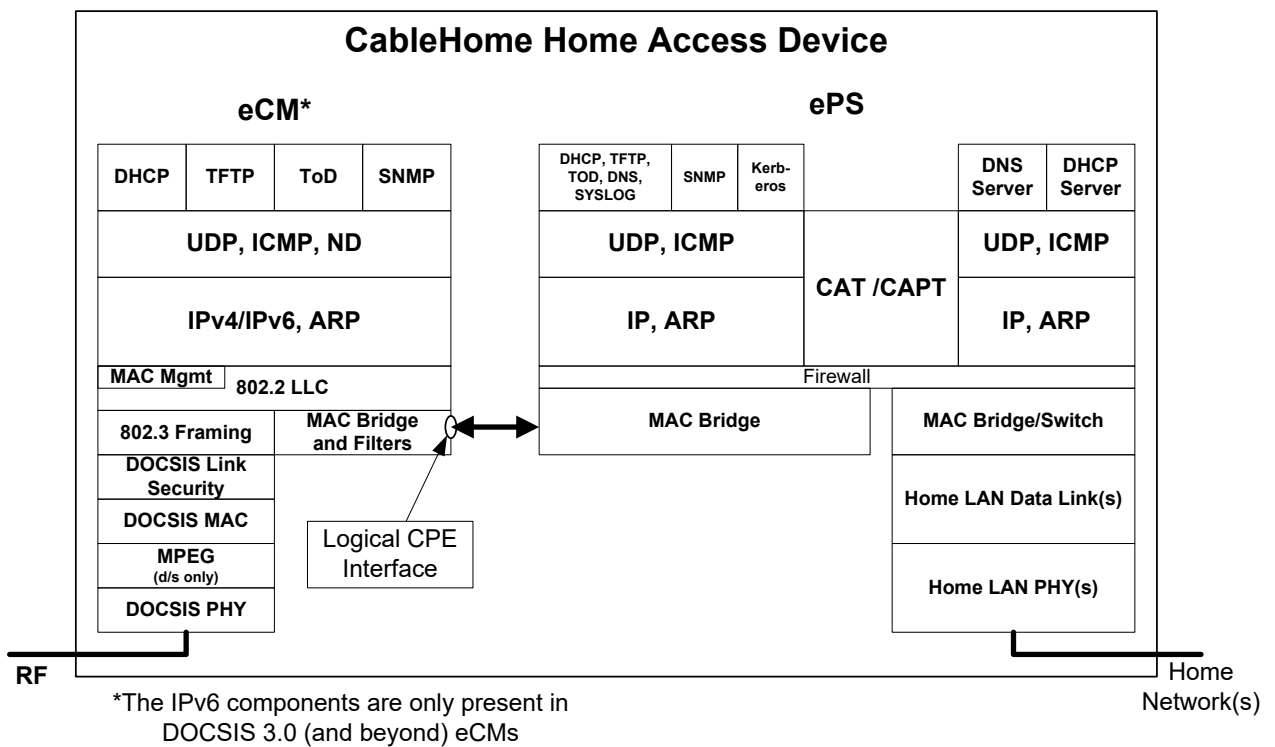 CableHome Home Access Device
eCM*
ePS
DHCP
TFTP
ToD
SNMP
UDP, ICMP, ND
IPv4/IPv6, ARP
MAC Mgmt
802.2 LLC
802.3 Framing
MAC Bridge
and Filters
DOCSIS Link
Security
DOCSIS MAC
MPEG
(d/s only)
DOCSIS PHY
Logical CPE
Interface
DHCP, TFTP,
TOD, DNS,
SYSLOG
SNMP
Kerb-
eros
UDP, ICMP
IP, ARP
CAT /CAPT
DNS
Server
DHCP
Server
UDP, ICMP
IP, ARP
Firewall
MAC Bridge
MAC Bridge/Switch
Home LAN Data Link(s)
Home LAN PHY(s)
RF
Home
Network(s)
*The IPv6 components are only present in
DOCSIS 3.0 (and beyond) eCMs